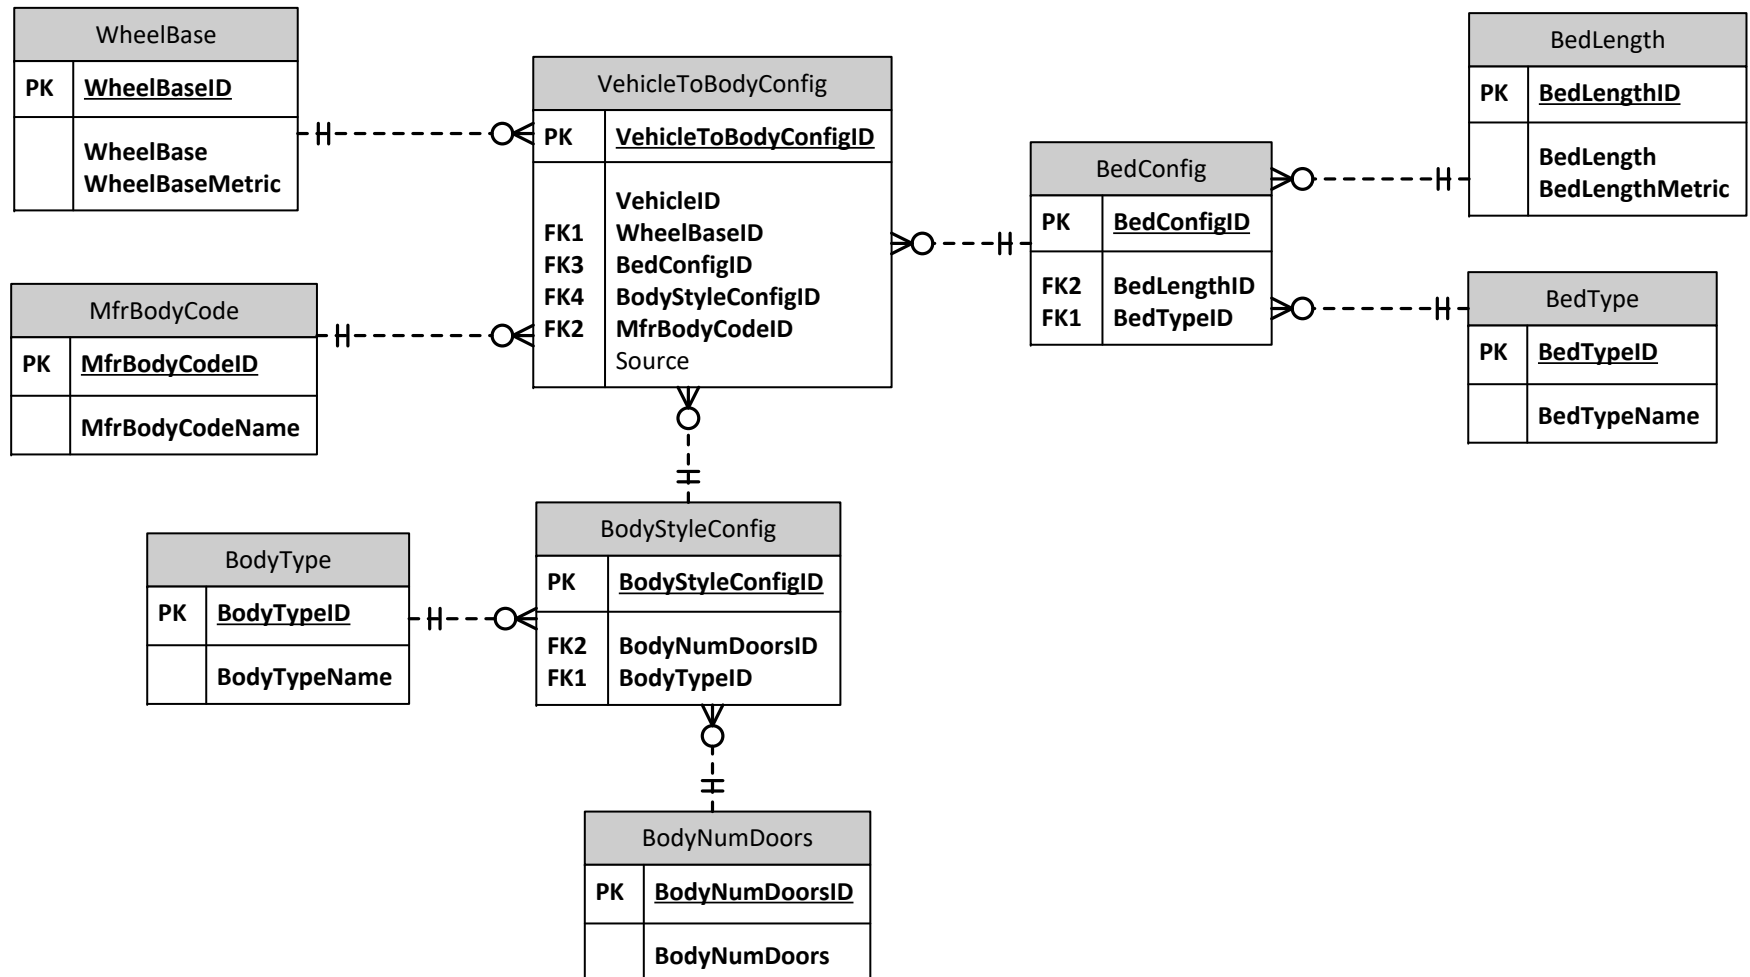 WheelBase
PK WheelBaseID
WheelBase
WheelBaseMetric
VehicleToBodyConfig
PK VehicleToBodyConfigID
VehicleID
FK1 WheelBaseID
FK3 BedConfigID
FK4 BodyStyleConfigID
FK2 MfrBodyCodeID
Source
BedConfig
PK BedConfigID
FK2 BedLengthID
FK1 BedTypeID
BedLength
PK BedLengthID
BedLength
BedLengthMetric
MfrBodyCode
PK MfrBodyCodeID
MfrBodyCodeName
BedType
PK BedTypeID
BedTypeName
BodyType
PK BodyTypeID
BodyTypeName
BodyStyleConfig
PK BodyStyleConfigID
FK2 BodyNumDoorsID
FK1 BodyTypeID
BodyNumDoors
PK BodyNumDoorsID
BodyNumDoors